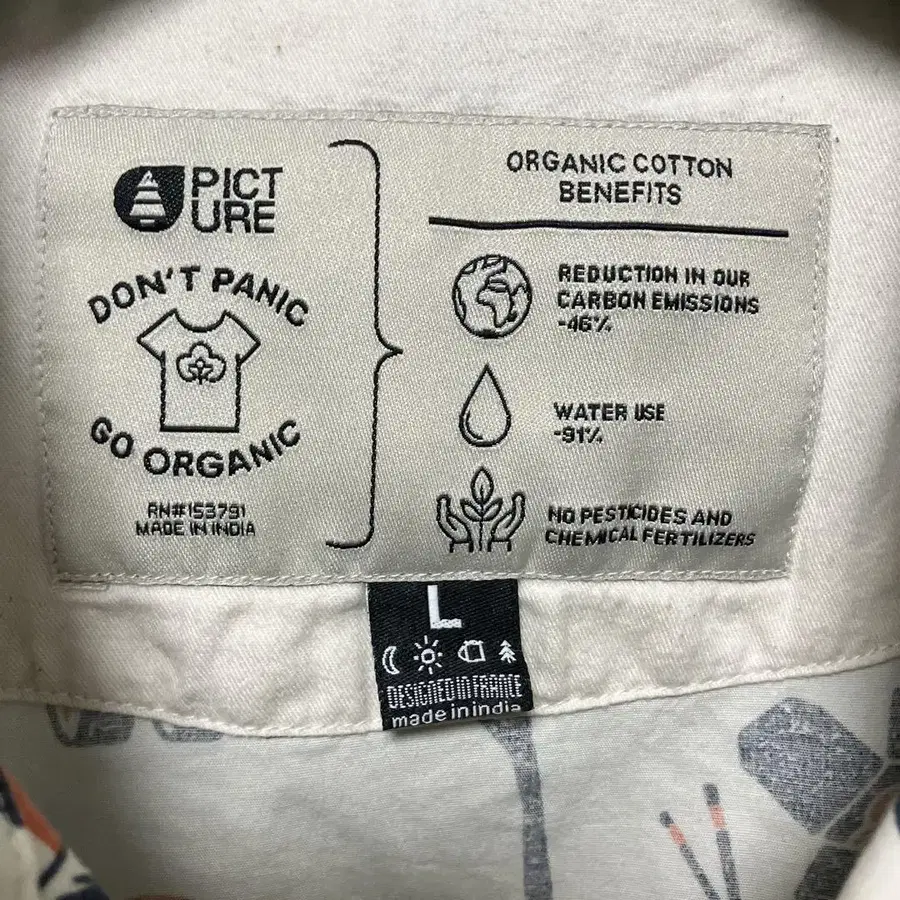 PICT
URE
DON'T PANIC
GO ORGANIC
RN#153791
MADE IN INDIA
ORGANIC COTTON
BENEFITS
REDUCTION IN OUR
CARBON EMISSIONS
-46%
WATER USE
-91%
NO PESTICIDES AND
CHEMICAL FERTILIZERS
L
DESIGNED IN FRANCE
made in india